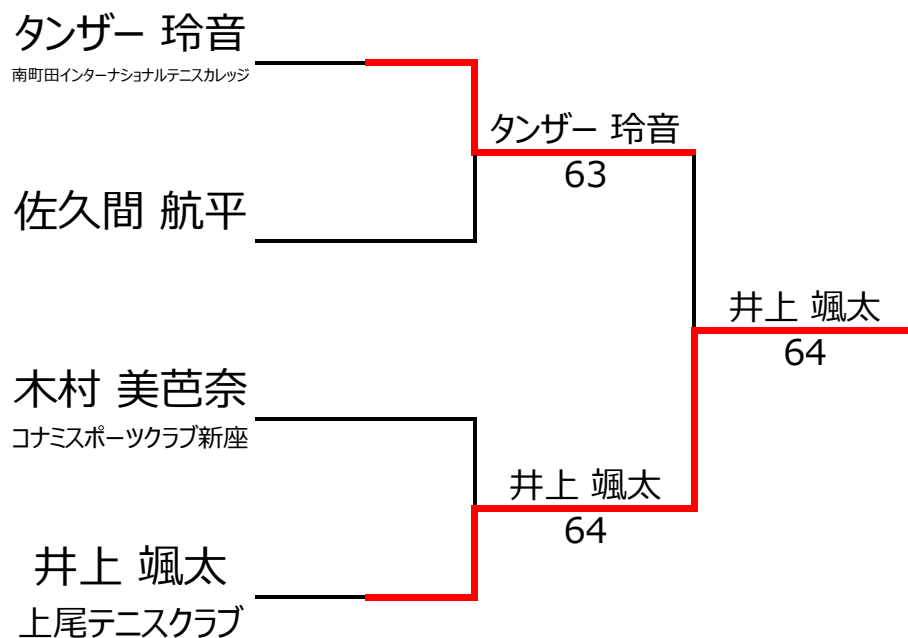 タンザー 玲音
南町田インターナショナルテニスカレッジ
タンザー 玲音
63
佐久間 航平
井上 颯太
64
木村 美芭奈
コナミスポーツクラブ新座
井上 颯太
64
井上 颯太
上尾テニスクラブ